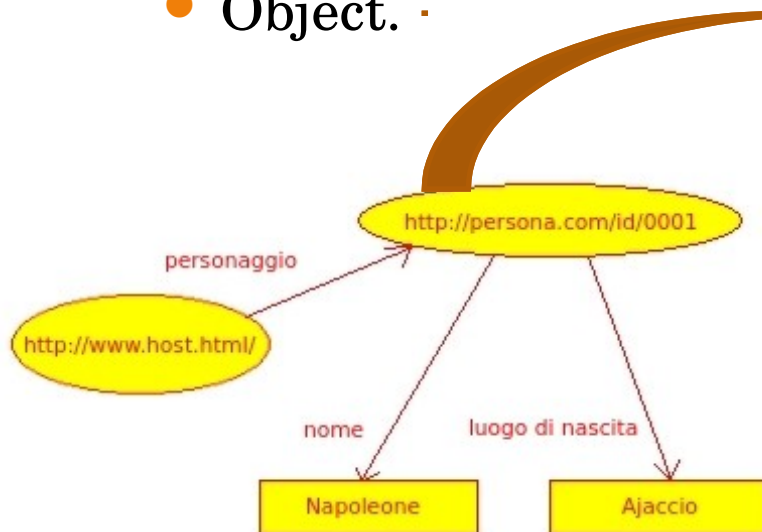 Object.
http://persona.com/id/0001
personaggio
http://www.host.html/
nome
luogo di nascita
Napoleone
Ajaccio